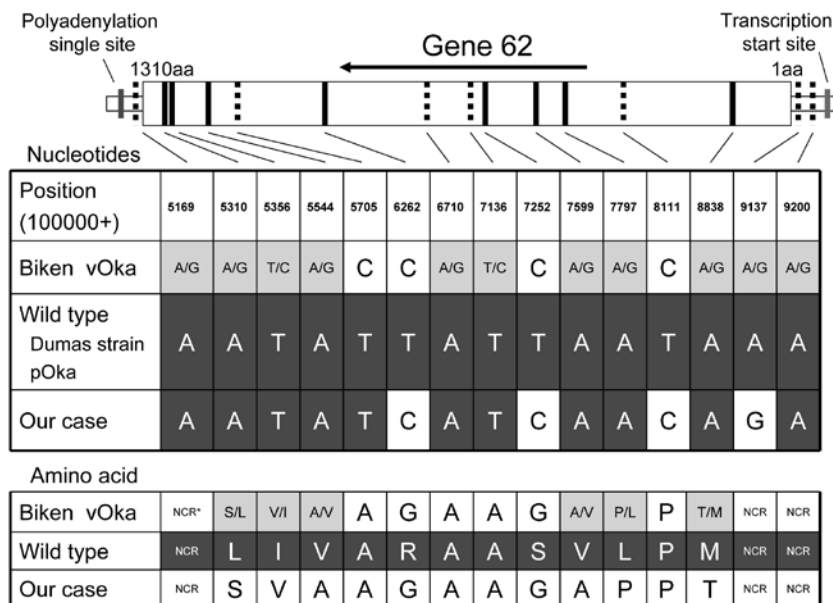 Polyadenylation single site
Gene 62
Transcription start site
1310aa
1aa
Nucleotides
Position (100000+) 5169 5310 5356 5544 5705 6262 6710 7136 7252 7599 7797 8111 8838 9137 9200
Biken vOka A/G A/G T/C A/G C C A/G T/C C A/G A/G C A/G A/G A/G
Wild type Dumas strain pOka A A T A T T A T T A A T A A A
Our case A A T A T C A T C A A C A G A
Amino acid
Biken vOka NCR* S/L V/I A/V A G A A G A/V P/L P T/M NCR NCR
Wild type NCR L I V A R A A S V L P M NCR NCR
Our case NCR S V A A G A A G A P P T NCR NCR